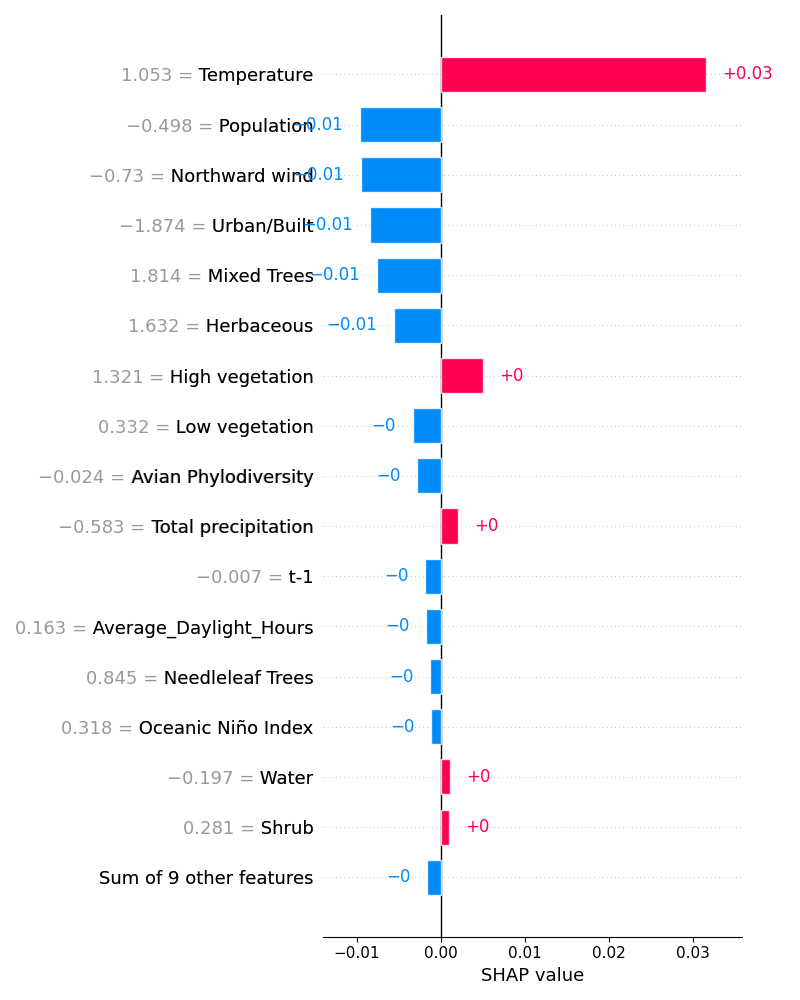 1.053 = Temperature +0.03
−0.498 = Population −0.01
−0.73 = Northward wind −0.01
−1.874 = Urban/Built −0.01
1.814 = Mixed Trees −0.01
1.632 = Herbaceous −0.01
1.321 = High vegetation +0
0.332 = Low vegetation −0
−0.024 = Avian Phylodiversity −0
−0.583 = Total precipitation +0
−0.007 = t-1 −0
0.163 = Average_Daylight_Hours −0
0.845 = Needleleaf Trees −0
0.318 = Oceanic Niño Index −0
−0.197 = Water +0
0.281 = Shrub +0
Sum of 9 other features −0
−0.01 0.00 0.01 0.02 0.03
SHAP value